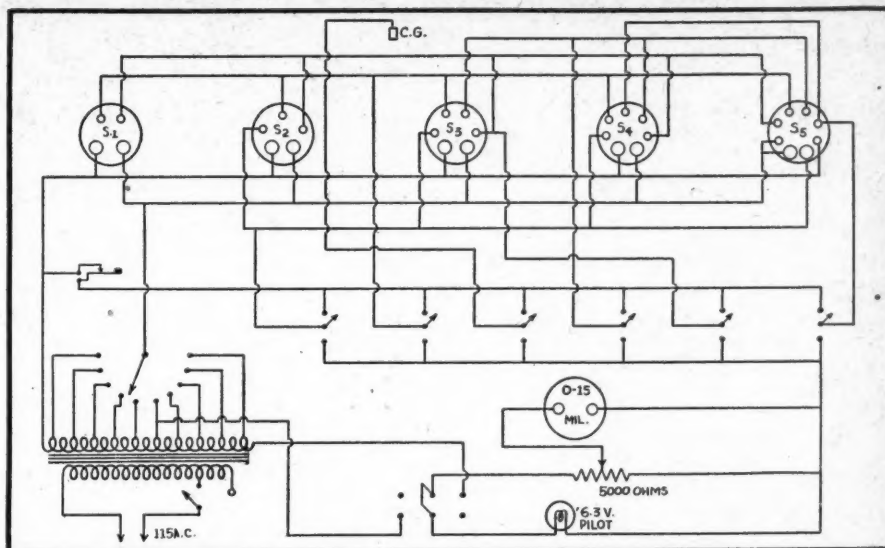 C.G.
S1
S2
S3
S4
S5
0-15
MIL.
5000 OHMS
'6.3 V.
PILOT
115A.C.